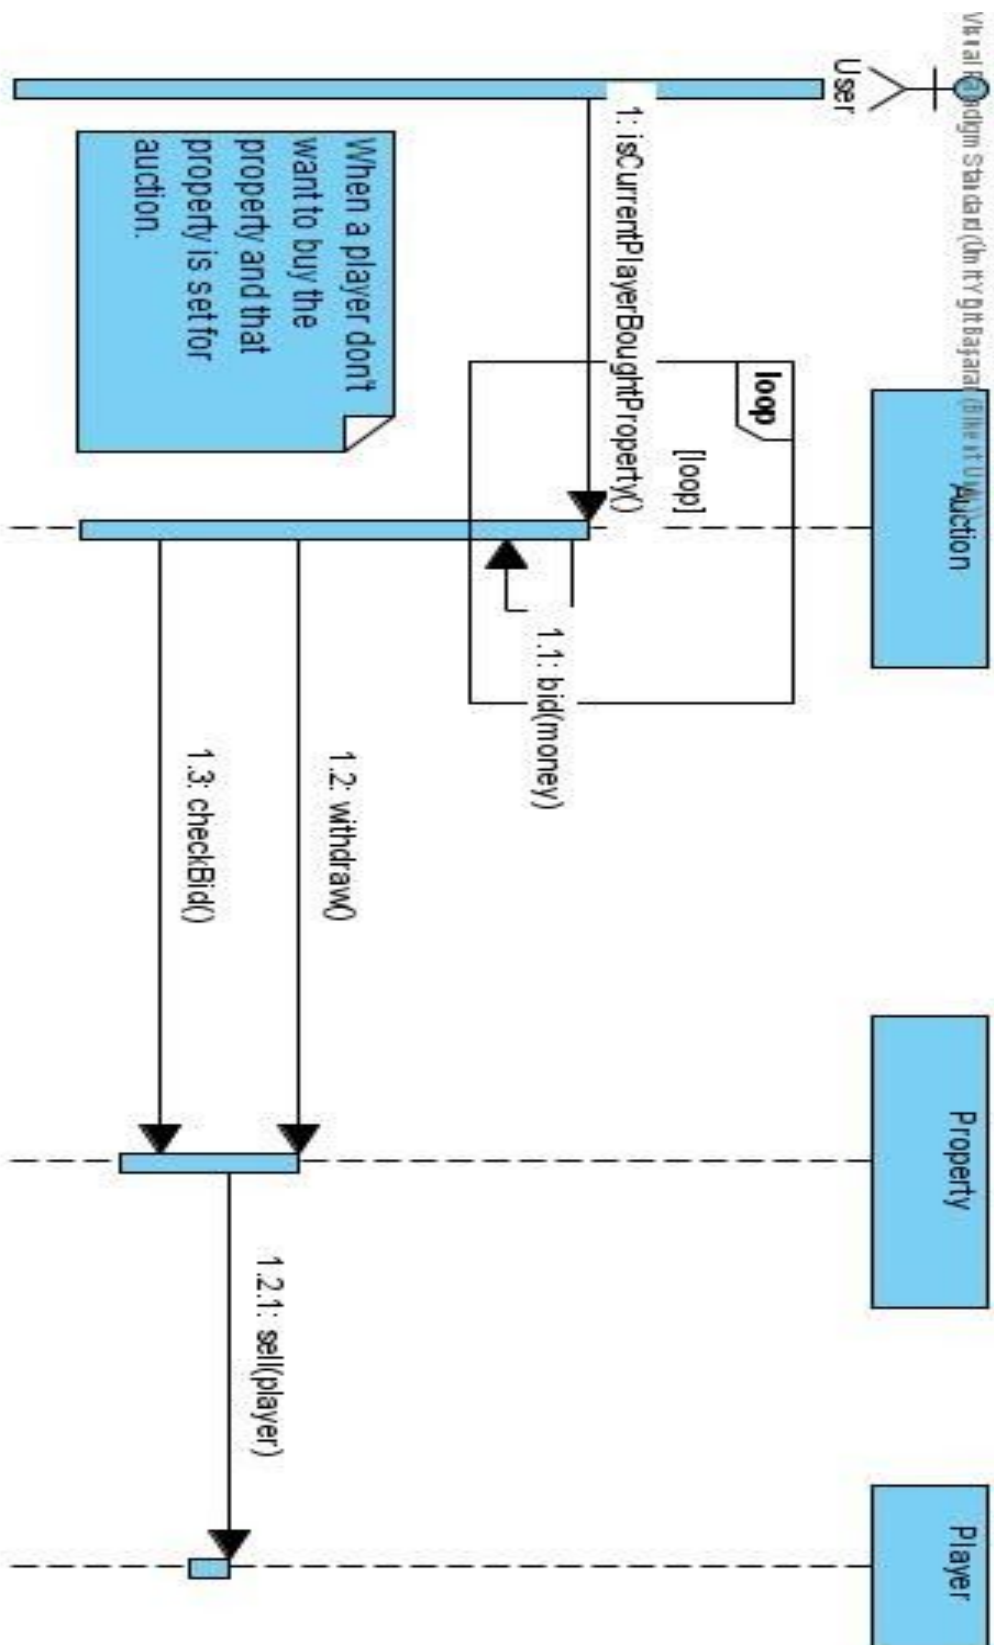 Auction
Property
Player
User
loop
[loop]
1: isCurrentPlayerBoughtProperty()
1.1: bid(money)
When a player don't
want to buy the
property and that
property is set for
auction.
1.2: withdraw()
1.2.1: sell(player)
1.3: checkBid()